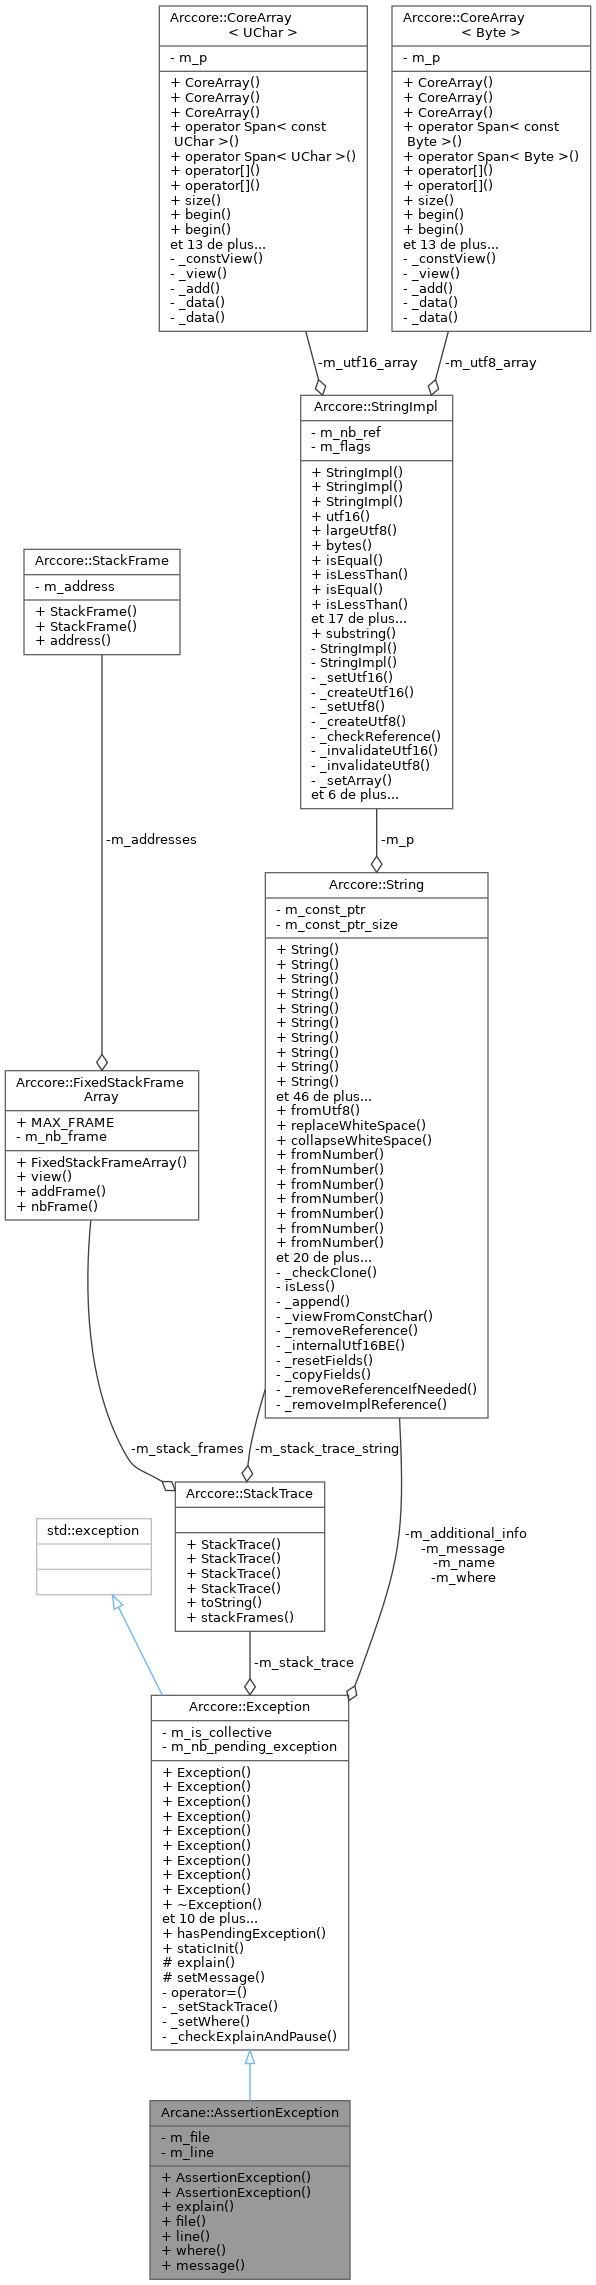 Arccore::CoreArray
< UChar >
- m_p
+ CoreArray()
+ CoreArray()
+ CoreArray()
+ operator Span< const
UChar >()
+ operator Span< UChar >()
+ operator[]()
+ operator[]()
+ size()
+ begin()
+ begin()
et 13 de plus...
- _constView()
- _view()
- _add()
- _data()
- _data()
Arccore::CoreArray
< Byte >
- m_p
+ CoreArray()
+ CoreArray()
+ CoreArray()
+ operator Span< const
Byte >()
+ operator Span< Byte >()
+ operator[]()
+ operator[]()
+ size()
+ begin()
+ begin()
et 13 de plus...
- _constView()
- _view()
- _add()
- _data()
- _data()
-m_utf16_array
-m_utf8_array
Arccore::StringImpl
- m_nb_ref
- m_flags
+ StringImpl()
+ StringImpl()
+ StringImpl()
+ utf16()
+ largeUtf8()
+ bytes()
+ isEqual()
+ isLessThan()
+ isEqual()
+ isLessThan()
et 17 de plus...
+ substring()
- StringImpl()
- StringImpl()
- _setUtf16()
- _createUtf16()
- _setUtf8()
- _createUtf8()
- _checkReference()
- _invalidateUtf16()
- _invalidateUtf8()
- _setArray()
et 6 de plus...
Arccore::StackFrame
- m_address
+ StackFrame()
+ StackFrame()
+ address()
-m_addresses
-m_p
Arccore::String
- m_const_ptr
- m_const_ptr_size
+ String()
+ String()
+ String()
+ String()
+ String()
+ String()
+ String()
+ String()
+ String()
+ String()
et 46 de plus...
+ fromUtf8()
+ replaceWhiteSpace()
+ collapseWhiteSpace()
+ fromNumber()
+ fromNumber()
+ fromNumber()
+ fromNumber()
+ fromNumber()
+ fromNumber()
+ fromNumber()
et 20 de plus...
- _checkClone()
- isLess()
- _append()
- _viewFromConstChar()
- _removeReference()
- _internalUtf16BE()
- _resetFields()
- _copyFields()
- _removeReferenceIfNeeded()
- _removeImplReference()
Arccore::FixedStackFrame
Array
+ MAX_FRAME
- m_nb_frame
+ FixedStackFrameArray()
+ view()
+ addFrame()
+ nbFrame()
-m_stack_frames
-m_stack_trace_string
Arccore::StackTrace
+ StackTrace()
+ StackTrace()
+ StackTrace()
+ StackTrace()
+ toString()
+ stackFrames()
std::exception
-m_additional_info
-m_message
-m_name
-m_where
-m_stack_trace
Arccore::Exception
- m_is_collective
- m_nb_pending_exception
+ Exception()
+ Exception()
+ Exception()
+ Exception()
+ Exception()
+ Exception()
+ Exception()
+ Exception()
+ Exception()
+ ~Exception()
et 10 de plus...
+ hasPendingException()
+ staticInit()
# explain()
# setMessage()
- operator=()
- _setStackTrace()
- _setWhere()
- _checkExplainAndPause()
Arcane::AssertionException
- m_file
- m_line
+ AssertionException()
+ AssertionException()
+ explain()
+ file()
+ line()
+ where()
+ message()